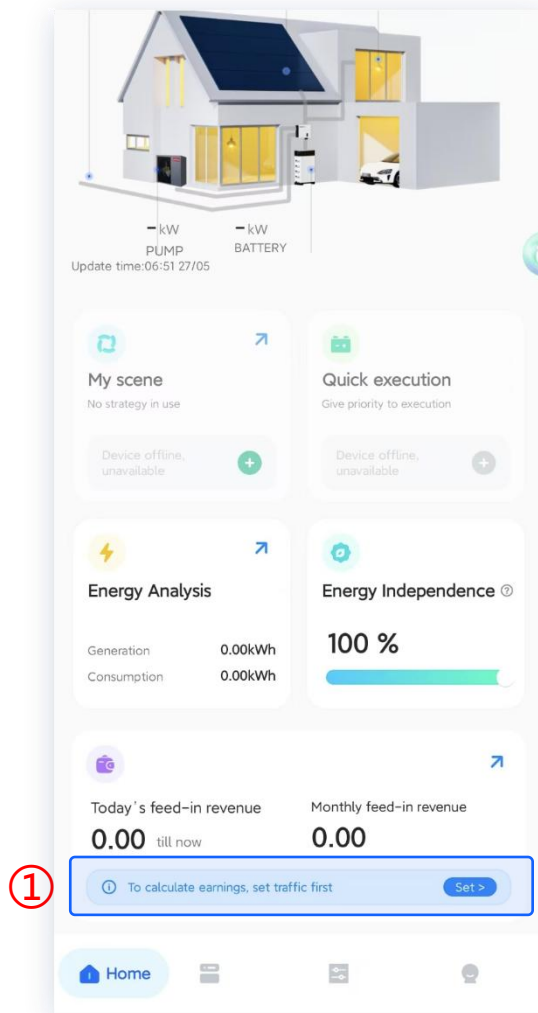 - kW
- kW
PUMP
BATTERY
Update time:06:51 27/05
My scene
Quick execution
No strategy in use
Give priority to execution
Device offline,
unavailable
Device offline,
unavailable
Energy Analysis
Energy Independence
Generation 0.00kWh
100 %
Consumption 0.00kWh
Today's feed-in revenue
Monthly feed-in revenue
0.00 till now
0.00
①
To calculate earnings, set traffic first
Set >
Home